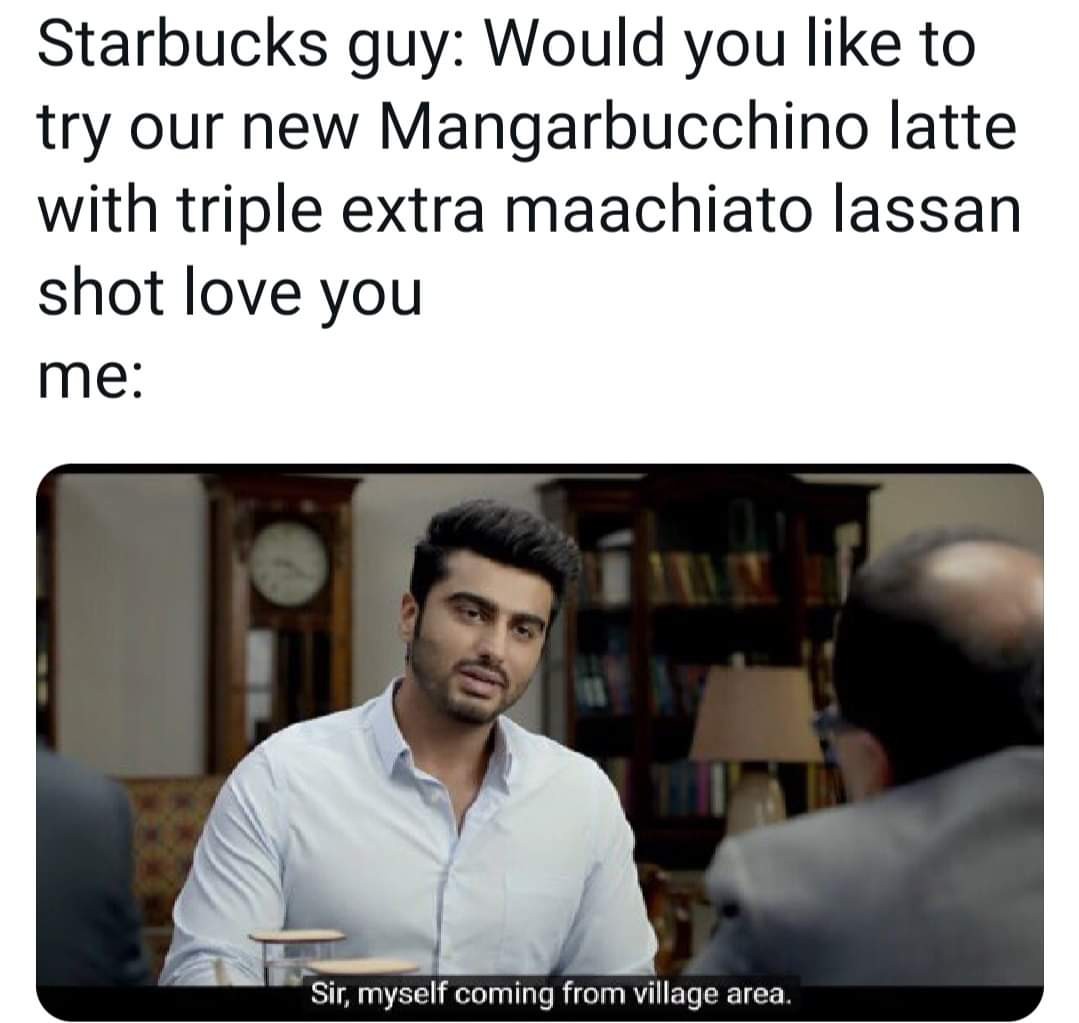 Starbucks guy: Would you like to
try our new Mangarbucchino latte
with triple extra maachiato lassan
shot love you
me:
Sir, myself coming from village area.